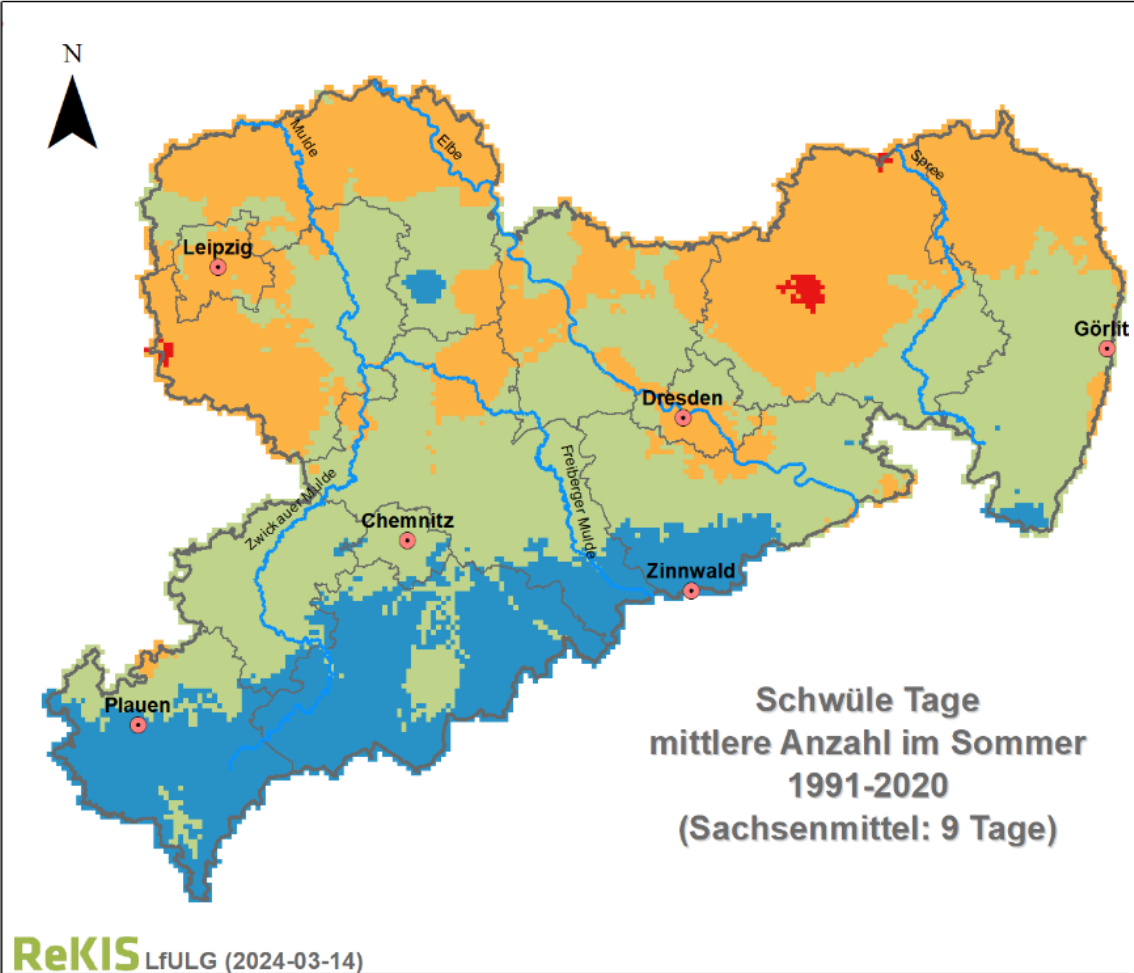 N
Mulde
Elbe
Spree
Leipzig
Görlit
Dresden
Freiberger Mulde
Zwickauer Mulde
Chemnitz
Zinnwald
Plauen
Schwüle Tage
mittlere Anzahl im Sommer
1991-2020
(Sachsenmittel: 9 Tage)
ReKIS LfULG (2024-03-14)